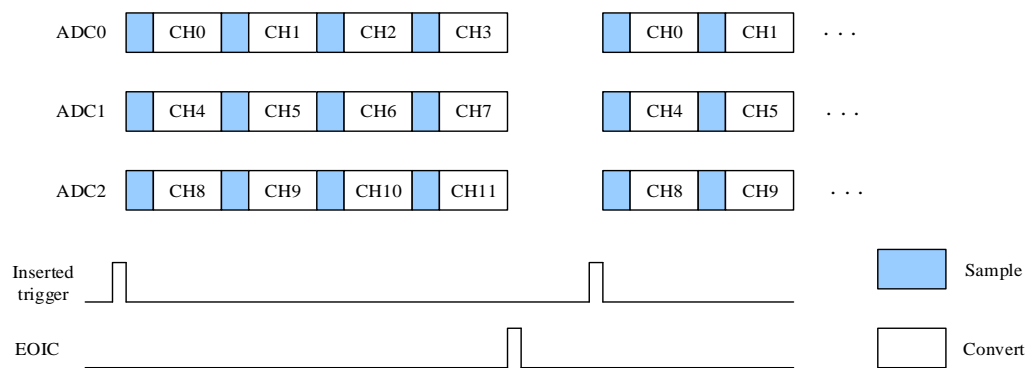 ADC0 CH0 CH1 CH2 CH3 CH0 CH1 . . .
ADC1 CH4 CH5 CH6 CH7 CH4 CH5 . . .
ADC2 CH8 CH9 CH10 CH11 CH8 CH9 . . .
Inserted
trigger
Sample
EOIC
Convert